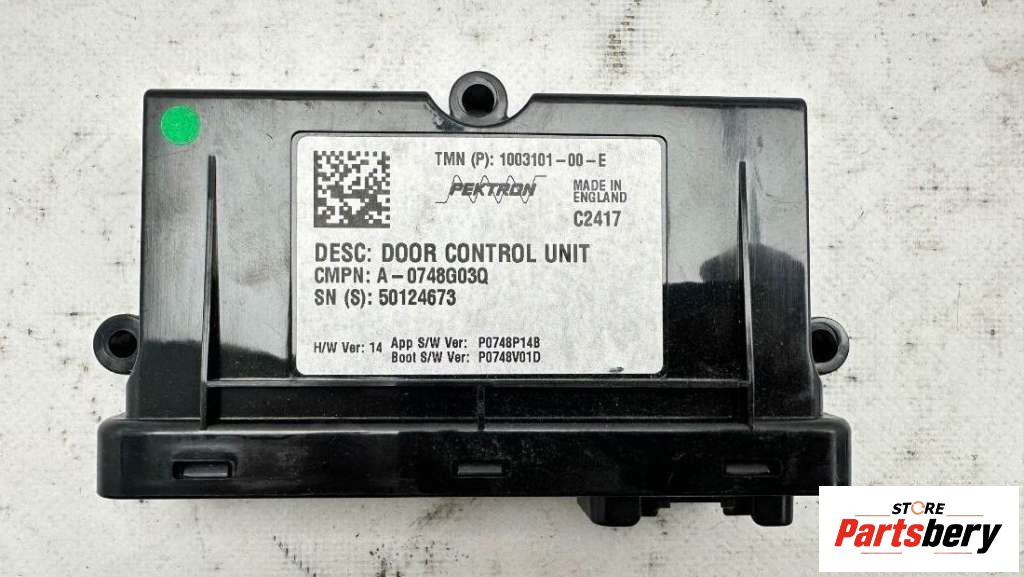 TMN (P): 1003101-00-E
PEKTRON
MADE IN
ENGLAND
C2417
DESC: DOOR CONTROL UNIT
CMPN: A-0748G03Q
SN (S): 50124673
H/W Ver: 14 App S/W Ver: P0748P14B
Boot S/W Ver: P0748V01D
STORE
Partsbery